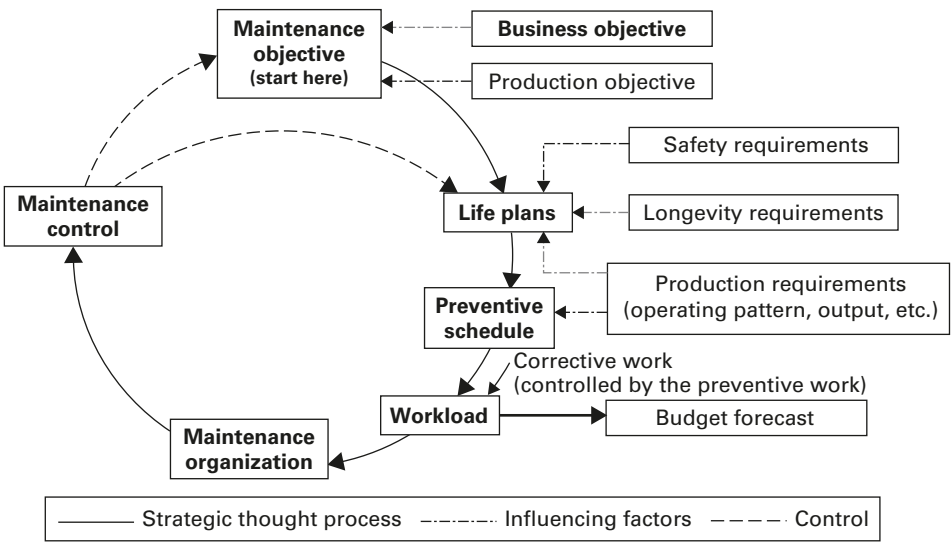 Maintenance
objective
(start here)
Business objective
Production objective
Safety requirements
Maintenance
control
Life plans
Longevity requirements
Production requirements
(operating pattern, output, etc.)
Preventive
schedule
Corrective work
(controlled by the preventive work)
Workload
Budget forecast
Maintenance
organization
Strategic thought process
Influencing factors
Control